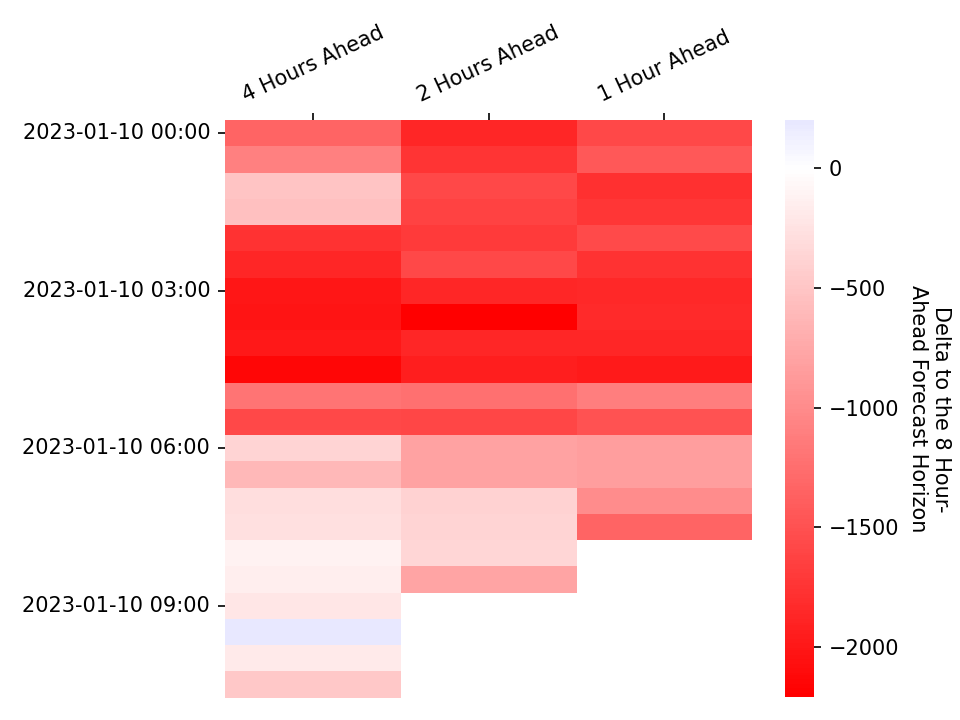 4 Hours Ahead
2 Hours Ahead
1 Hour Ahead
2023-01-10 00:00
2023-01-10 03:00
2023-01-10 06:00
2023-01-10 09:00
0
−500
−1000
−1500
−2000
Delta to the 8 Hour-
Ahead Forecast Horizon